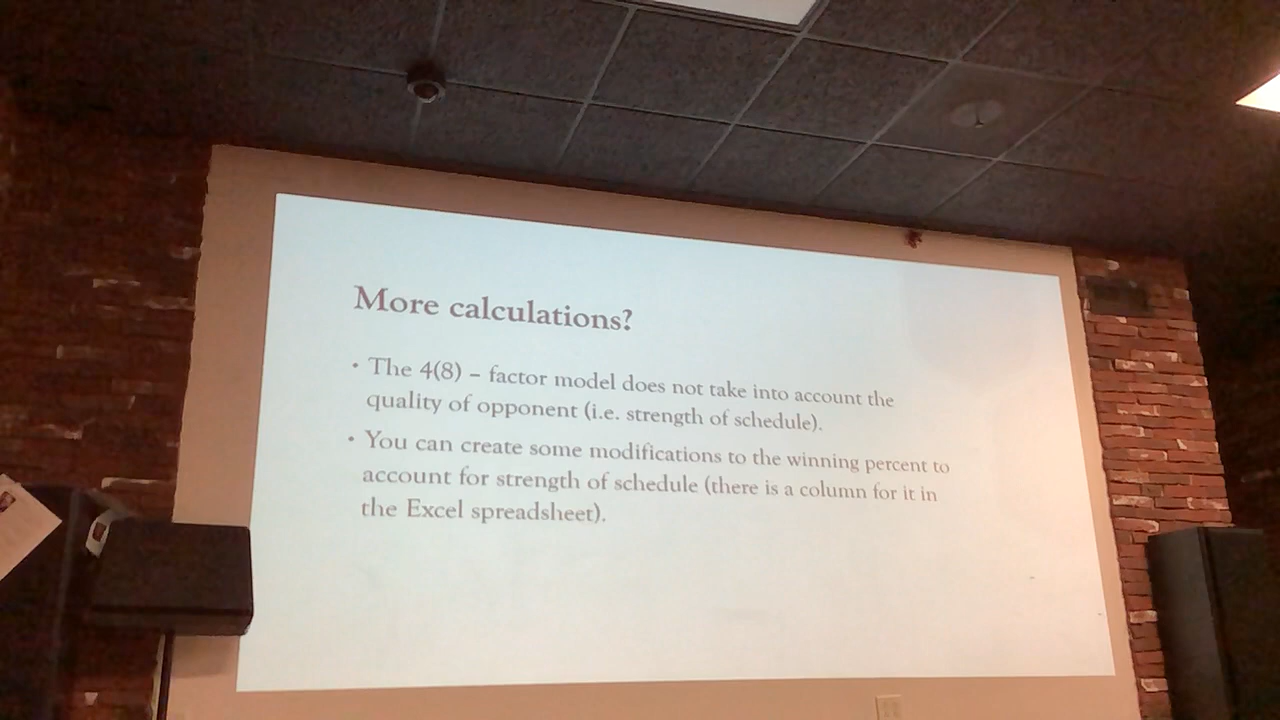 More calculations?
• The 4(8) – factor model does not take into account the
quality of opponent (i.e. strength of schedule).
• You can create some modifications to the winning percent to
account for strength of schedule (there is a column for it in
the Excel spreadsheet).